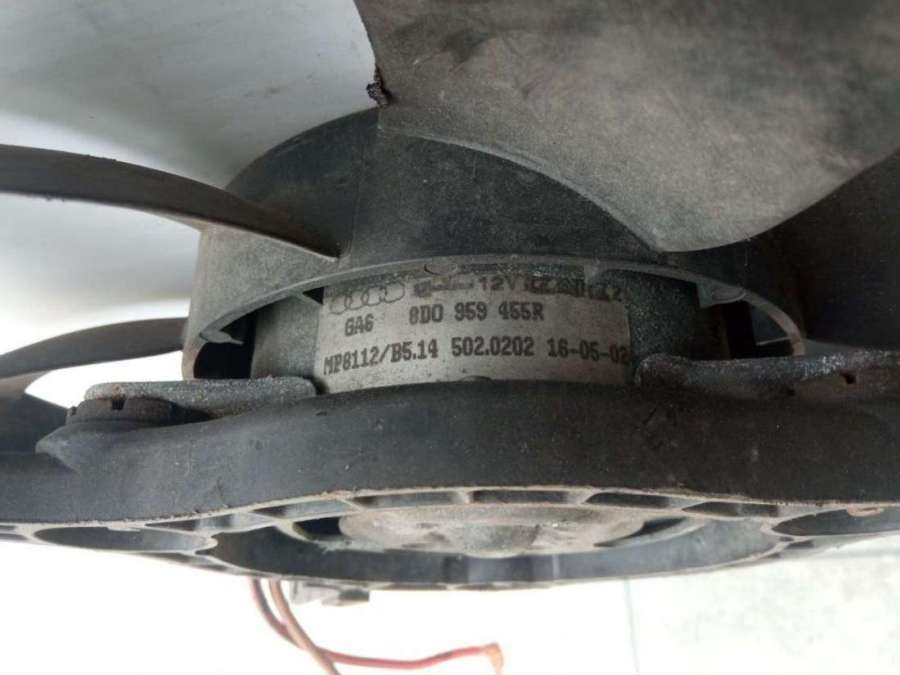 12V
GA6 8D0 959 455R
MP8112/B5.14 502.0202 16-05-02